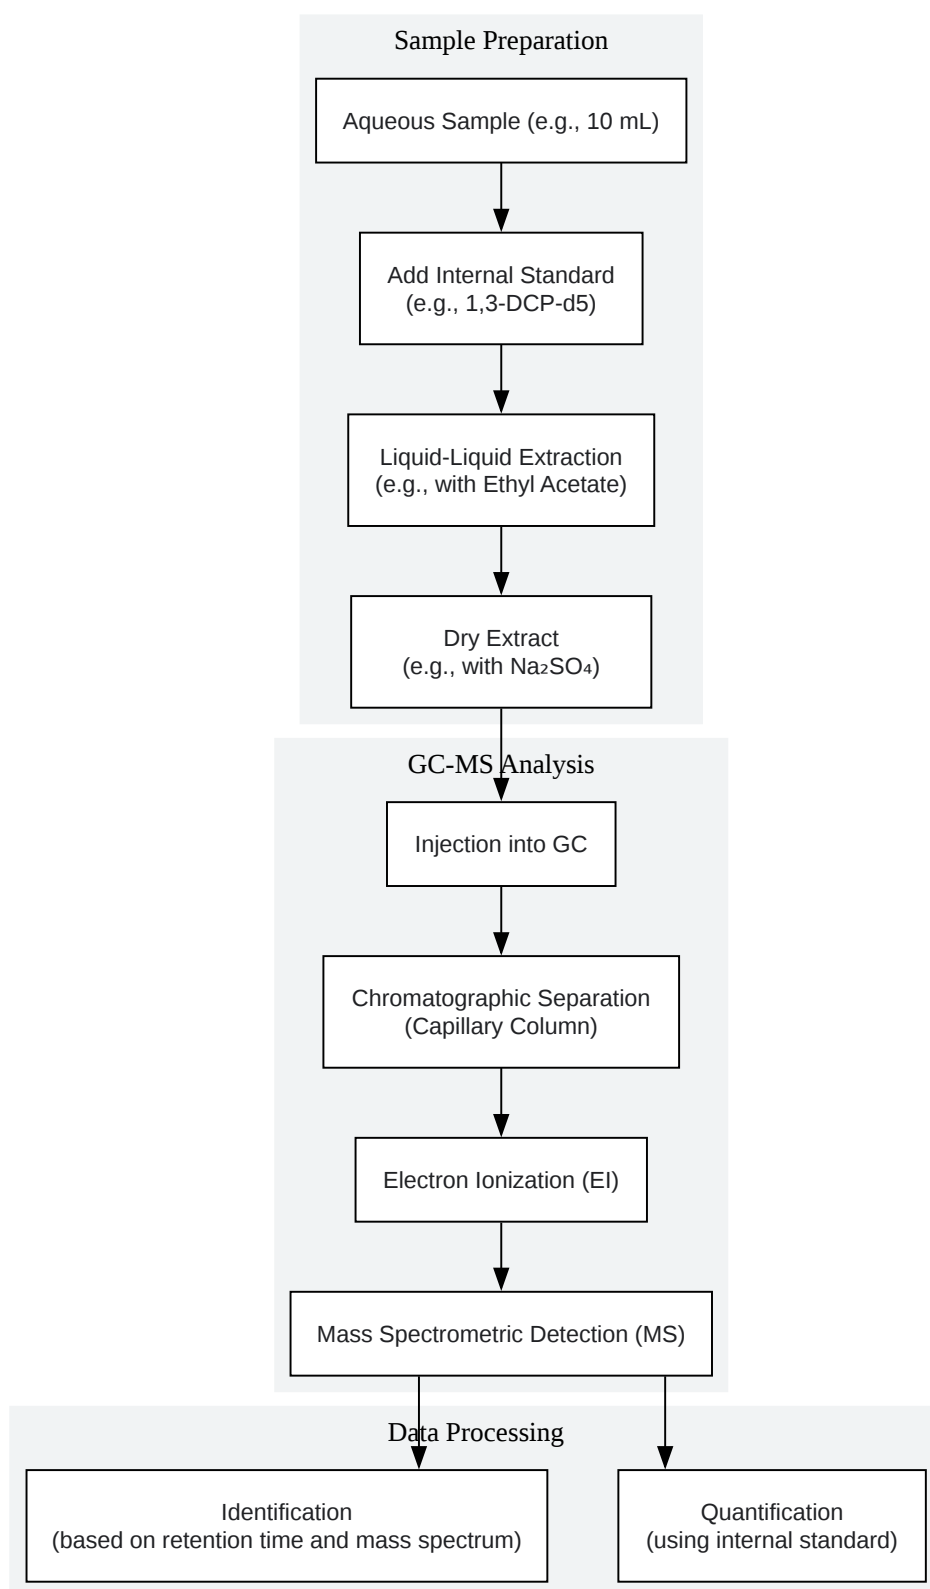 Sample Preparation
Aqueous Sample (e.g., 10 mL)
Add Internal Standard
(e.g., 1,3-DCP-d5)
Liquid-Liquid Extraction
(e.g., with Ethyl Acetate)
Dry Extract
(e.g., with Na₂SO₄)
GC-MS Analysis
Injection into GC
Chromatographic Separation
(Capillary Column)
Electron Ionization (EI)
Mass Spectrometric Detection (MS)
Data Processing
Identification
(based on retention time and mass spectrum)
Quantification
(using internal standard)